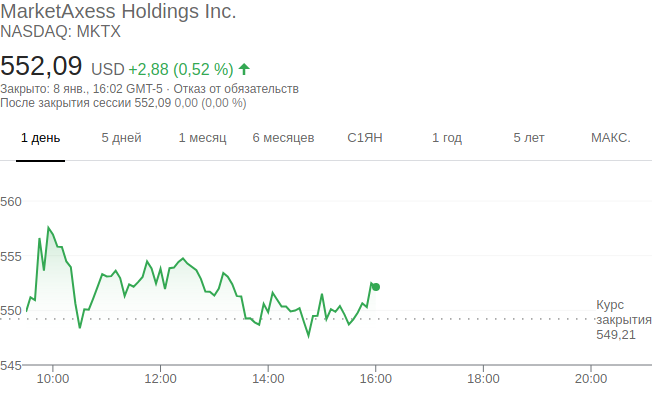 MarketAxess Holdings Inc.
NASDAQ: MKTX
552,09 USD +2,88 (0,52 %)
Закрыто: 8 янв., 16:02 GMT-5 · Отказ от обязательств
После закрытия сессии 552,09 0,00 (0,00 %)
1 день 5 дней 1 месяц 6 месяцев С1ЯН 1 год 5 лет МАКС.
560
555
550
545
Курс
закрытия
549,21
10:00 12:00 14:00 16:00 18:00 20:00